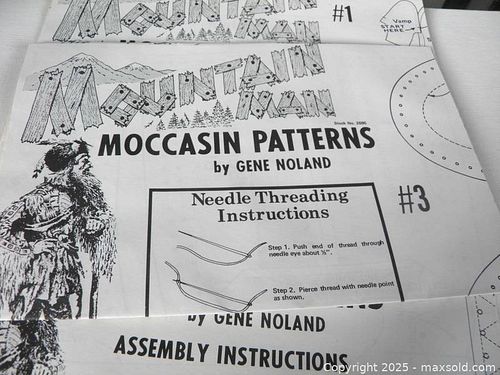 #1
Vamp
START
HERE
MOUNTAIN
MAN
Stock No. 2896
MOCCASIN PATTERNS
by GENE NOLAND
#3
Needle Threading
Instructions
Step 1. Push end of thread through
needle eye about ½".
Step 2. Pierce thread with needle point
as shown.
by GENE NOLAND
ASSEMBLY INSTRUCTIONS
Copyright © 2025 - maxsold.com